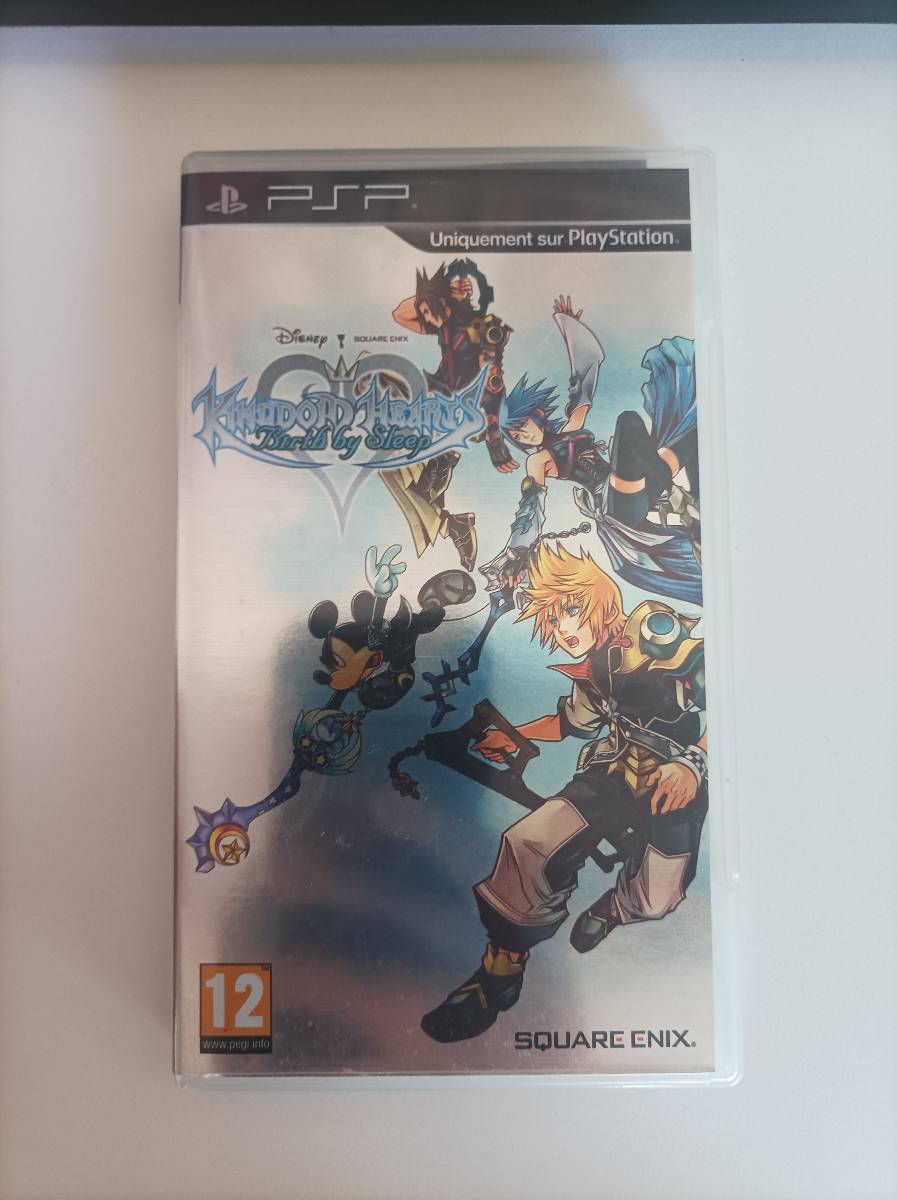 PSP
Uniquement sur PlayStation
Disney SQUARE ENIX
KINGDOM HEARTS
Birth by Sleep
12
www.pegi.info
SQUARE ENIX.